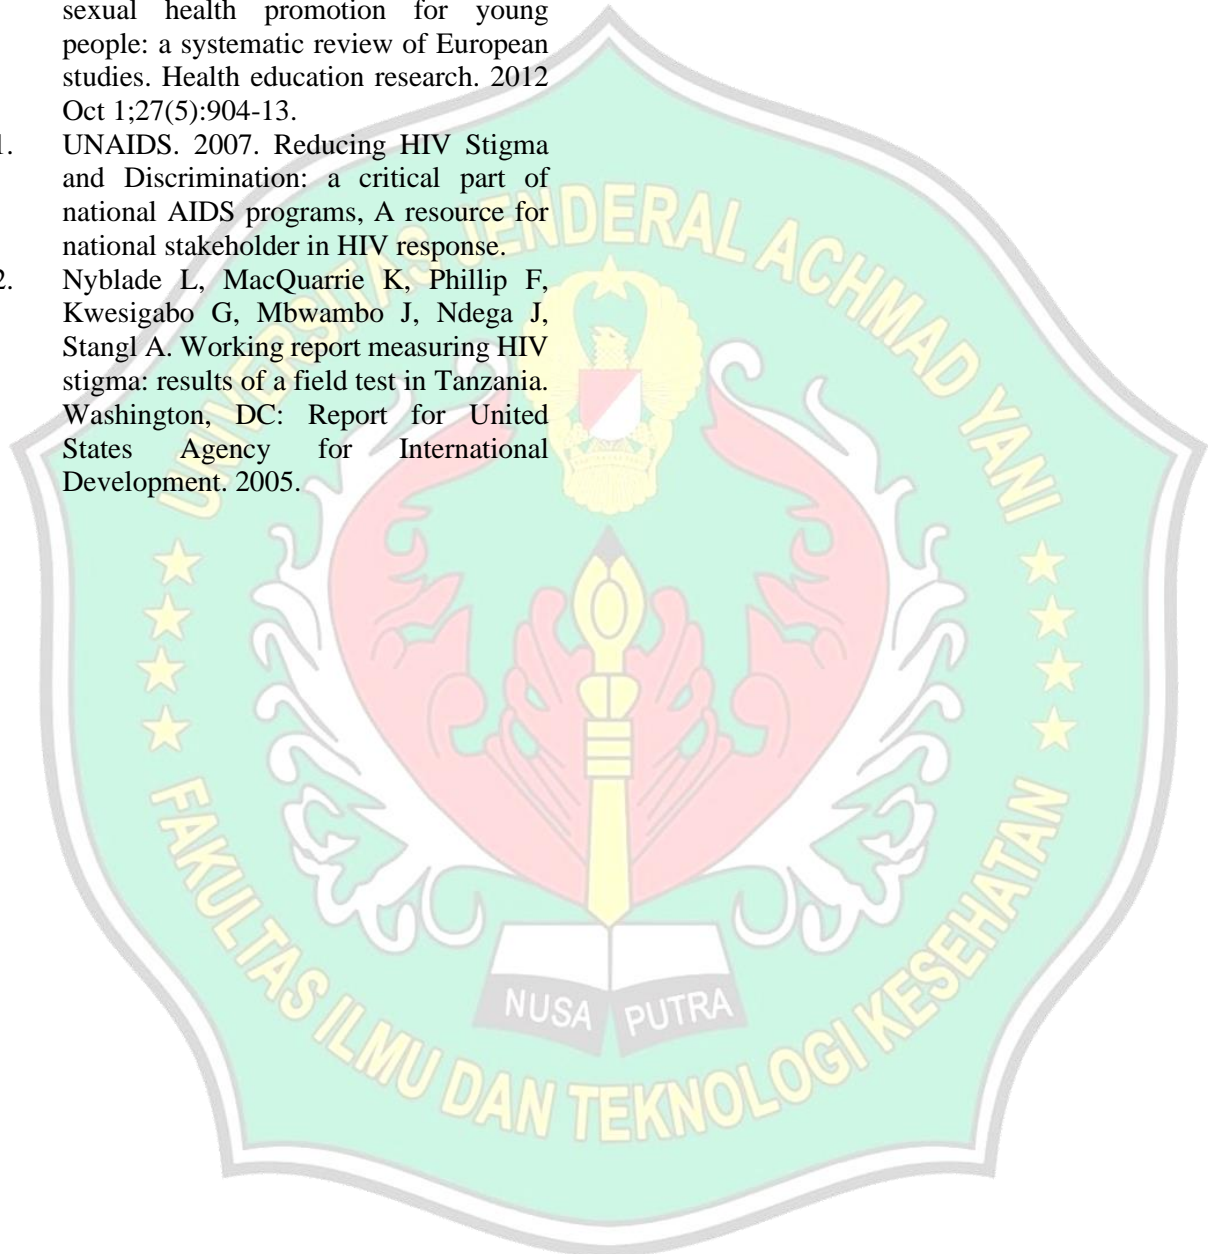 sexual health promotion for young
people: a systematic review of European
studies. Health education research. 2012
Oct 1;27(5):904-13.
1. UNAIDS. 2007. Reducing HIV Stigma
and Discrimination: a critical part of
national AIDS programs, A resource for
national stakeholder in HIV response.
2. Nyblade L, MacQuarrie K, Phillip F,
Kwesigabo G, Mbwambo J, Ndega J,
Stangl A. Working report measuring HIV
stigma: results of a field test in Tanzania.
Washington, DC: Report for United
States Agency for International
Development. 2005.
UNIVERSITAS JENDERAL ACHMAD YANI
NUSA PUTRA
FAKULTAS ILMU DAN TEKNOLOGI KESEHATAN